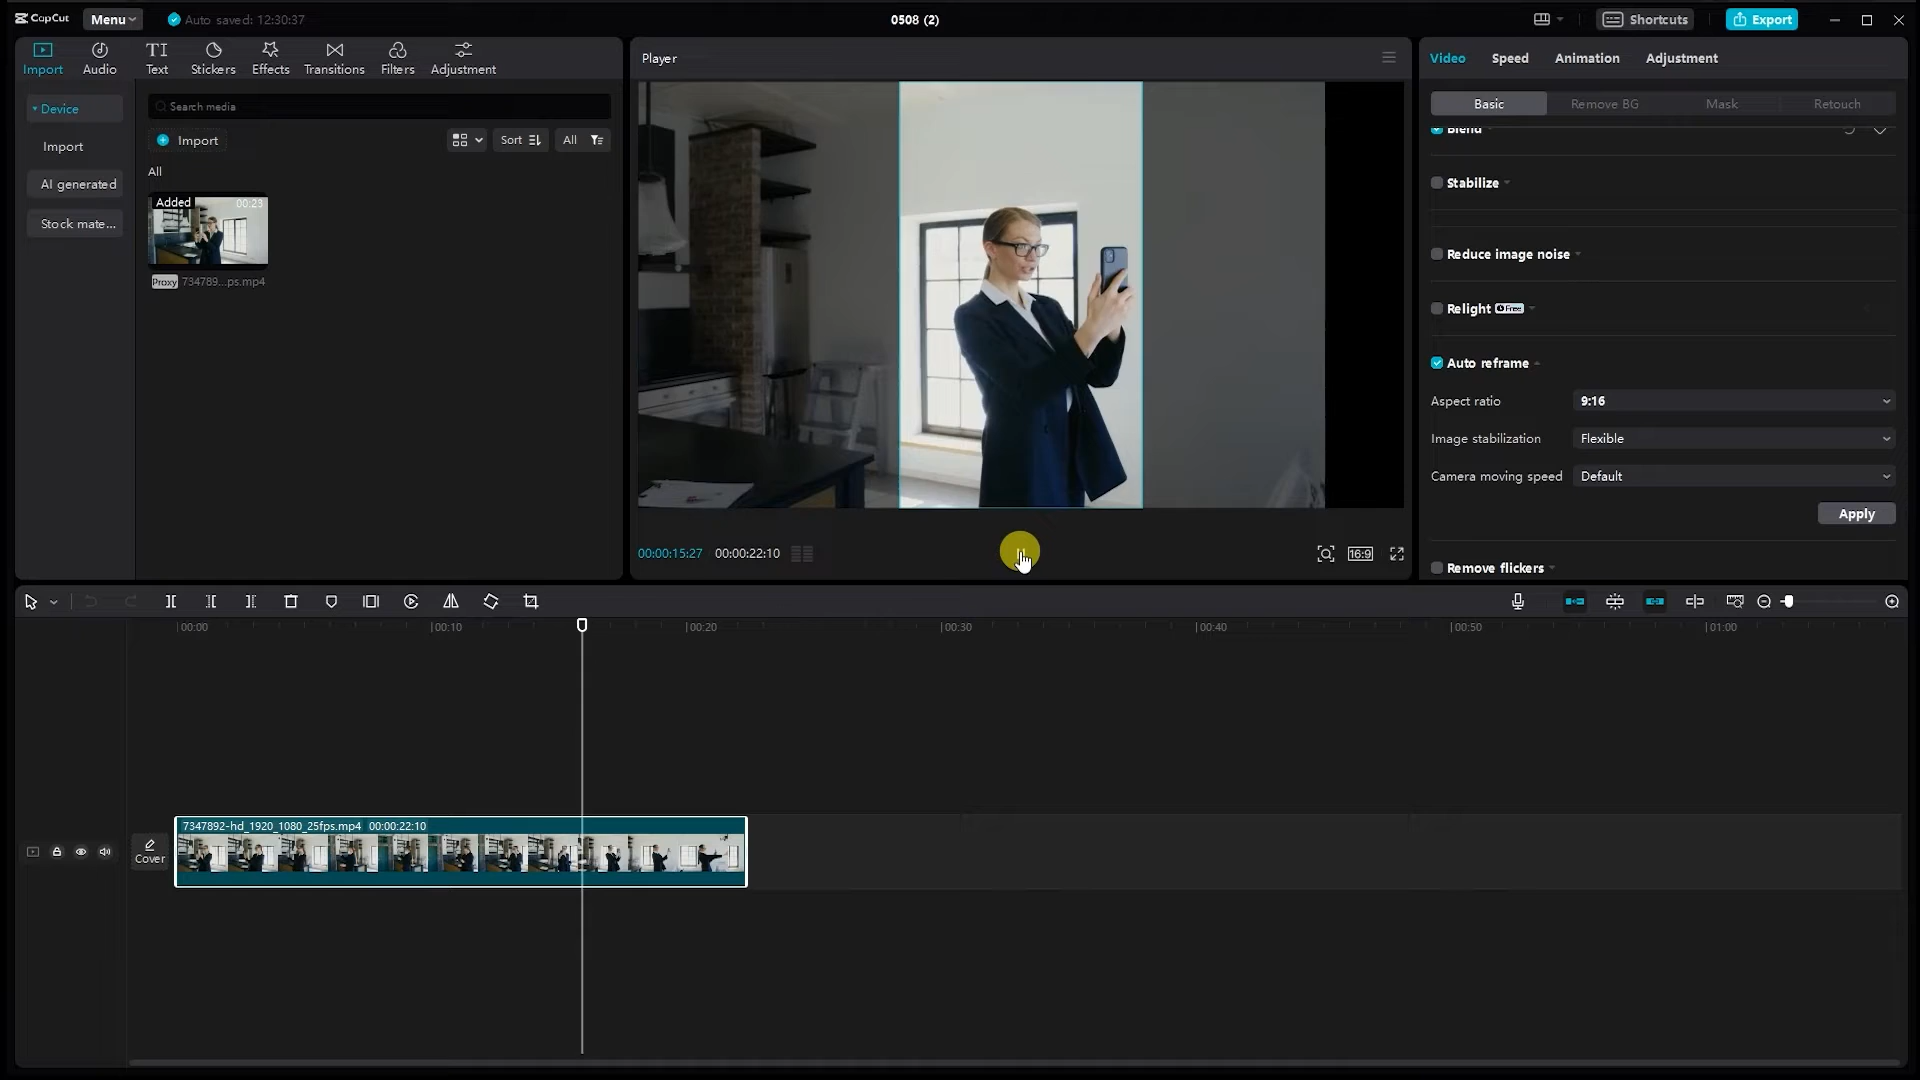 CapCut
Menu
Auto saved: 12:30:37
0508 (2)
Shortcuts
Export
Import
Audio
TI
Text
Stickers
Effects
Transitions
Filters
Adjustment
Device
Import
AI generated
Stock mate...
Search media
Import
Sort
All
All
Added
00:23
Proxy
734789...ps.mp4
Player
00:00:15:27
00:00:22:10
16:9
Video
Speed
Animation
Adjustment
Basic
Remove BG
Mask
Retouch
Blend
Stabilize
Reduce image noise
Relight
Free
Auto reframe
Aspect ratio
9:16
Image stabilization
Flexible
Camera moving speed
Default
Apply
Remove flickers
00:00
00:10
00:20
00:30
00:40
00:50
01:00
Cover
7347892-hd_1920_1080_25fps.mp4
00:00:22:10